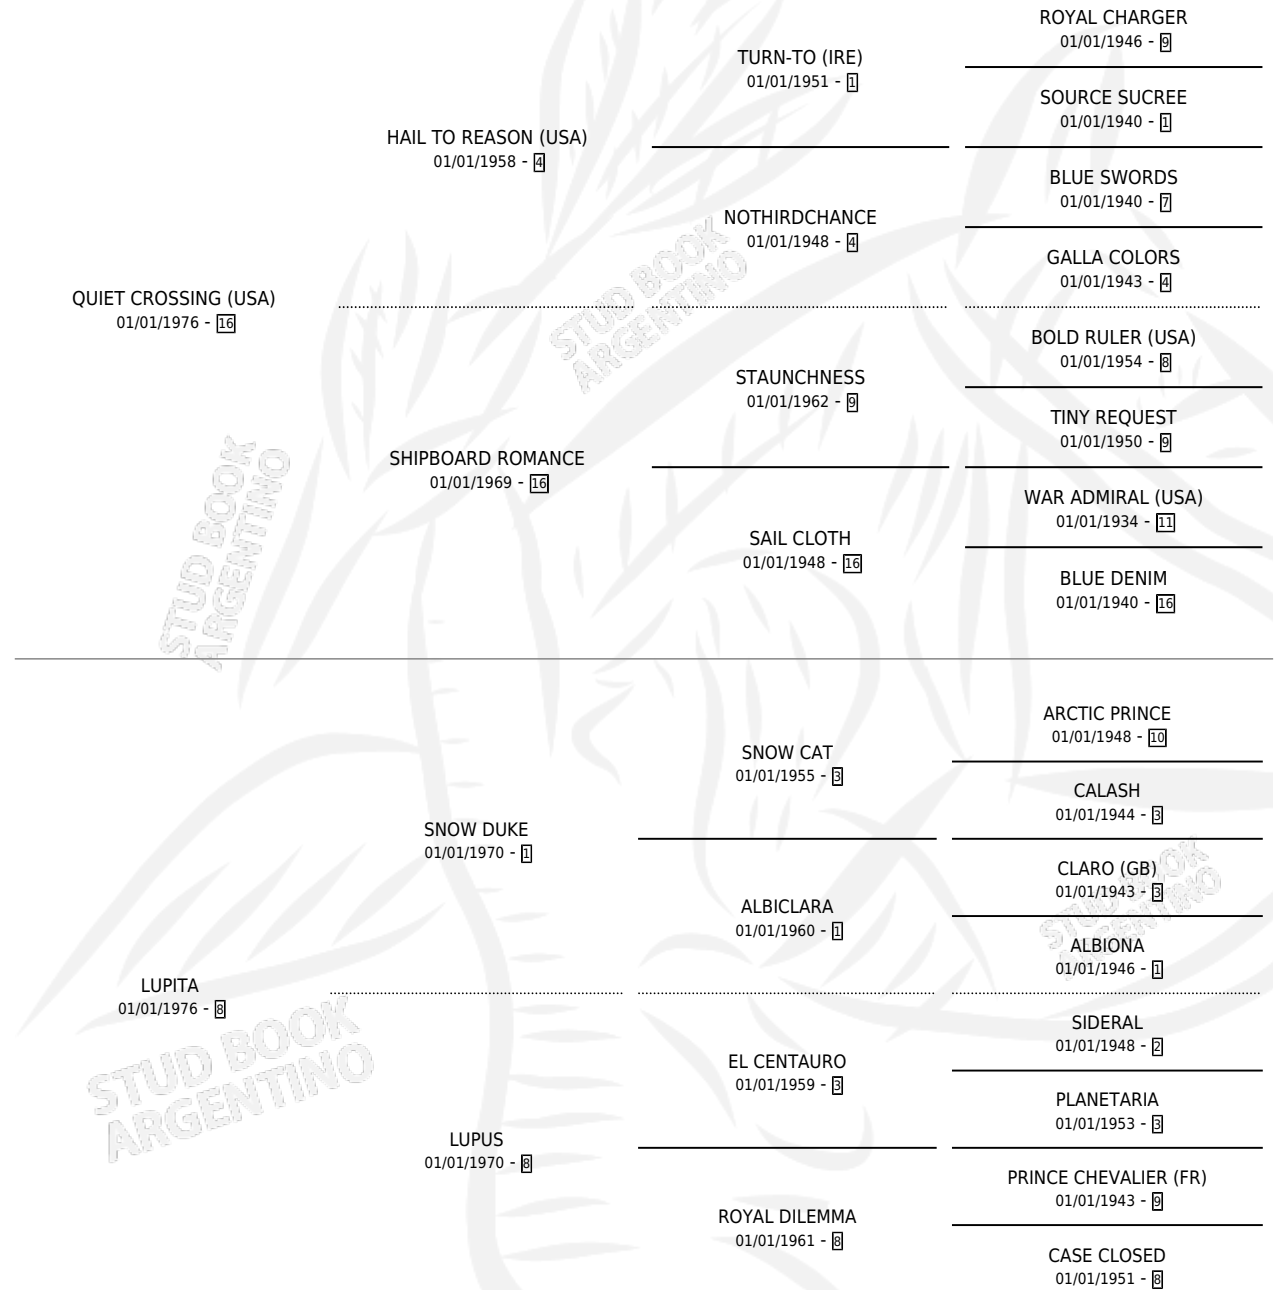 ROYAL CHARGER
01/01/1946 - 9
TURN-TO (IRE)
01/01/1951 - 1
SOURCE SUCREE
01/01/1940 - 1
HAIL TO REASON (USA)
01/01/1958 - 4
BLUE SWORDS
01/01/1940 - 7
NOTHIRDCHANCE
01/01/1948 - 4
GALLA COLORS
01/01/1943 - 4
QUIET CROSSING (USA)
01/01/1976 - 16
BOLD RULER (USA)
01/01/1954 - 8
STAUNCHNESS
01/01/1962 - 9
TINY REQUEST
01/01/1950 - 9
SHIPBOARD ROMANCE
01/01/1969 - 16
WAR ADMIRAL (USA)
01/01/1934 - 11
SAIL CLOTH
01/01/1948 - 16
BLUE DENIM
01/01/1940 - 16
ARCTIC PRINCE
01/01/1948 - 10
SNOW CAT
01/01/1955 - 3
CALASH
01/01/1944 - 3
SNOW DUKE
01/01/1970 - 1
CLARO (GB)
01/01/1943 - 3
ALBICLARA
01/01/1960 - 1
ALBIONA
01/01/1946 - 1
LUPITA
01/01/1976 - 8
SIDERAL
01/01/1948 - 2
EL CENTAURO
01/01/1959 - 3
PLANETARIA
01/01/1953 - 3
LUPUS
01/01/1970 - 8
PRINCE CHEVALIER (FR)
01/01/1943 - 9
ROYAL DILEMMA
01/01/1961 - 8
CASE CLOSED
01/01/1951 - 8
STUD BOOK
ARGENTINO
STUD BOOK
ARGENTINO
STUD BOOK
ARGENTINO
STUD BOOK
ARGENTINO